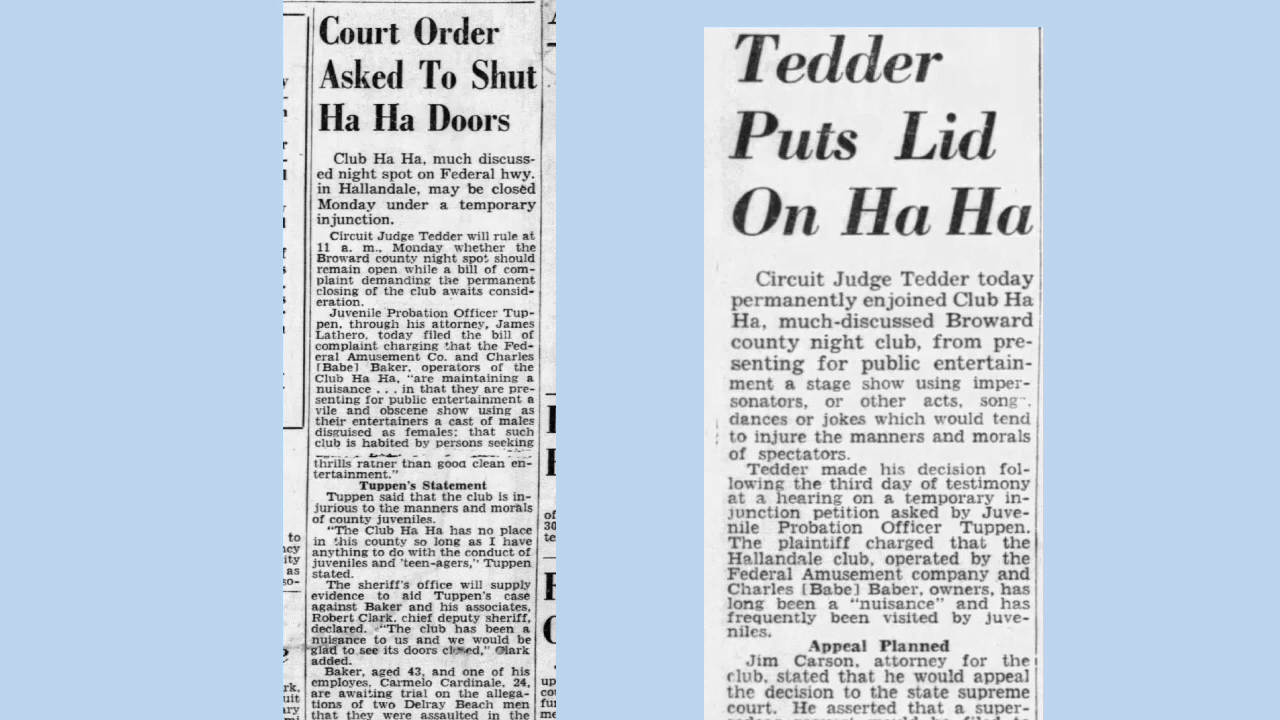 Court Order
Asked To Shut
Ha Ha Doors
Club Ha Ha, much discuss-
ed night spot on Federal hwy.
in Hallandale, may be closed
Monday under a temporary
injunction.
Circuit Judge Tedder will rule at
11 a. m., Monday whether the
Broward county night spot should
remain open while a bill of com-
plaint demanding the permanent
closing of the club awaits consid-
eration.
Juvenile Probation Officer Tup-
pen, through his attorney, James
Lathero, today filed the bill of
complaint charging that the Fed-
eral Amusement Co. and Charles
[Babe] Baker, operators of the
Club Ha Ha, "are maintaining a
nuisance . . . in that they are pre-
senting for public entertainment a
vile and obscene show using as
their entertainers a cast of males
disguised as females; that such
club is habited by persons seeking
thrills rather than good clean en-
tertainment."
Tuppen's Statement
Tuppen said that the club is in-
jurious to the manners and morals
of county juveniles.
"The Club Ha Ha has no place
in this county so long as I have
anything to do with the conduct of
juveniles and 'teen-agers," Tuppen
stated.
The sheriff's office will supply
evidence to aid Tuppen's case
against Baker and his associates,
Robert Clark, chief deputy sheriff,
declared. "The club has been a
nuisance to us and we would be
glad to see its doors closed," Clark
added.
Baker, aged 43, and one of his
employes, Carmelo Cardinale, 24,
are awaiting trial on the allega-
tions of two Delray Beach men
that they were assaulted in the
Tedder
Puts Lid
On Ha Ha
Circuit Judge Tedder today
permanently enjoined Club Ha
Ha, much-discussed Broward
county night club, from pre-
senting for public entertain-
ment a stage show using imper-
sonators, or other acts, song
dances or jokes which would tend
to injure the manners and morals
of spectators.
Tedder made his decision fol-
lowing the third day of testimony
at a hearing on a temporary in-
junction petition asked by Juve-
nile Probation Officer Tuppen.
The plaintiff charged that the
Hallandale club, operated by the
Federal Amusement company and
Charles [Babe] Baber, owners, has
long been a "nuisance" and has
frequently been visited by juve-
niles.
Appeal Planned
Jim Carson, attorney for the
club, stated that he would appeal
the decision to the state supreme
court. He asserted that a super-